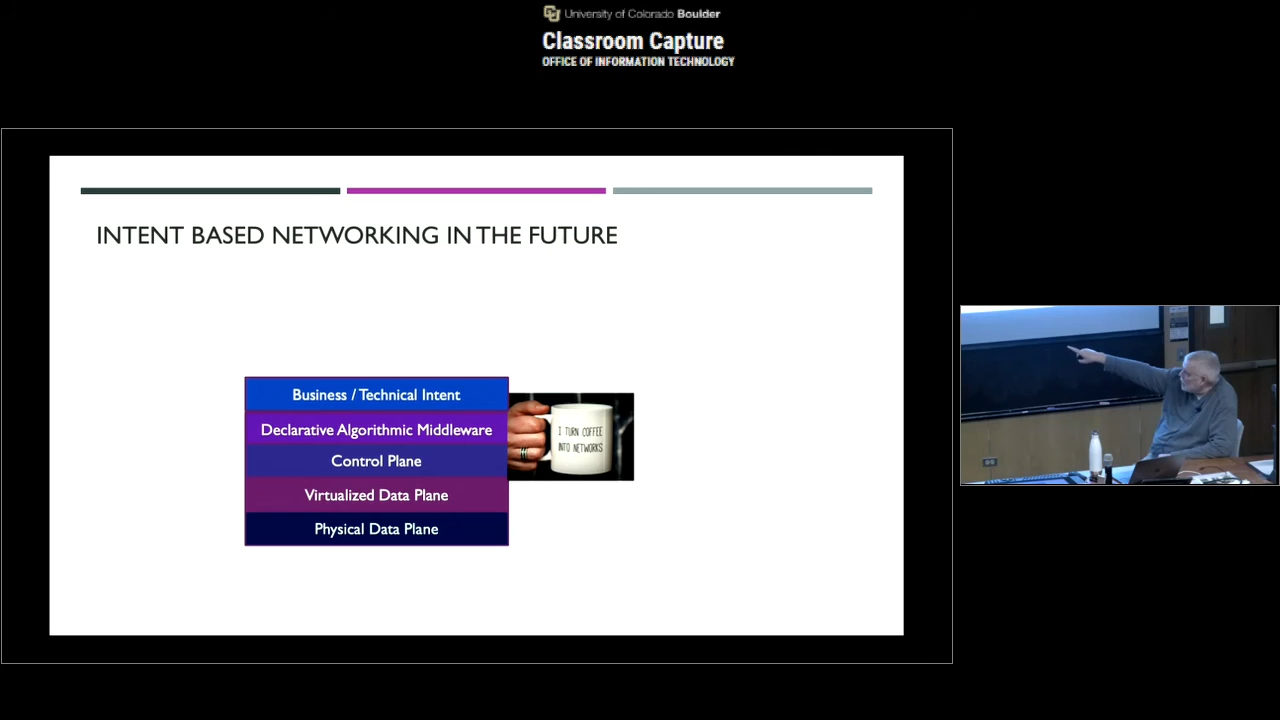 University of Colorado Boulder
Classroom Capture
OFFICE OF INFORMATION TECHNOLOGY
INTENT BASED NETWORKING IN THE FUTURE
Business / Technical Intent
Declarative Algorithmic Middleware
Control Plane
Virtualized Data Plane
Physical Data Plane
I TURN COFFEE
INTO NETWORKS